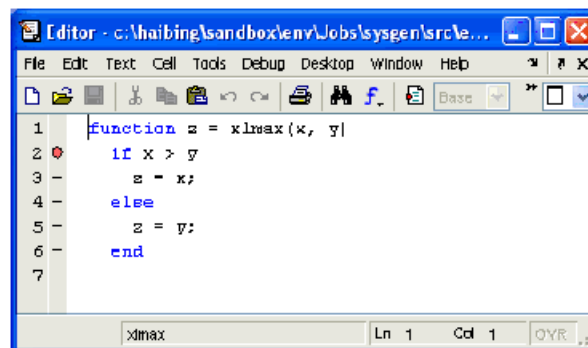 Editor - c:\haibing\sandbox\env\Jobs\sysgen\src\e...
File Edit Text Cell Tools Debug Desktop Window Help
Base
1 function z = xlmax(x, y)
2 if x > y
3 - z = x;
4 - else
5 - z = y;
6 - end
7
xlmax Ln 1 Col 1 OVR